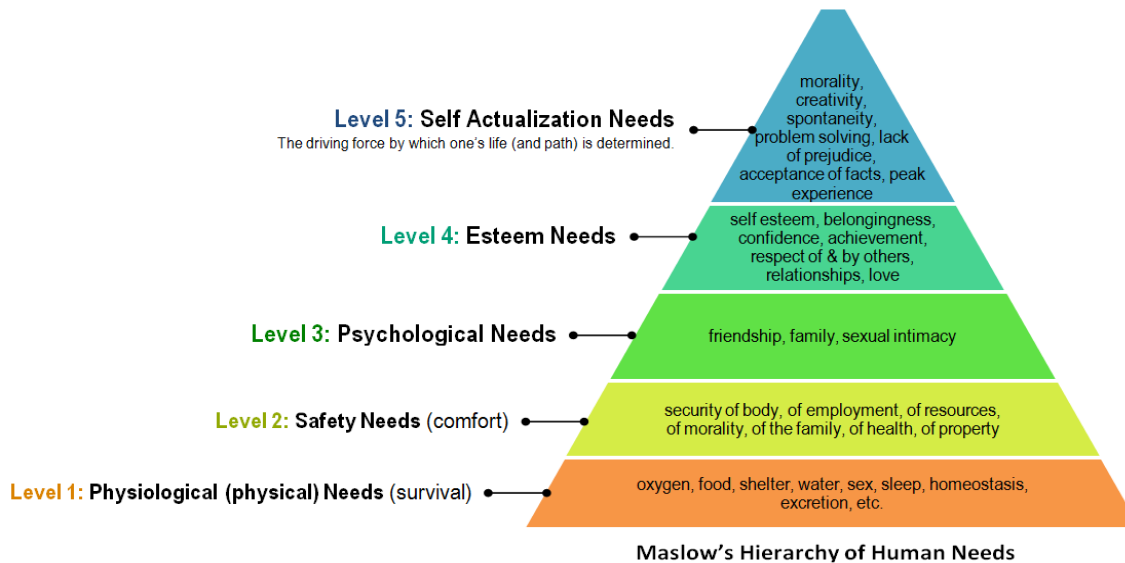 morality,
creativity,
spontaneity,
problem solving, lack
of prejudice,
acceptance of facts, peak
experience
Level 5: Self Actualization Needs
The driving force by which one's life (and path) is determined.
self esteem, belongingness,
confidence, achievement,
respect of & by others,
relationships, love
Level 4: Esteem Needs
Level 3: Psychological Needs
friendship, family, sexual intimacy
Level 2: Safety Needs (comfort)
security of body, of employment, of resources,
of morality, of the family, of health, of property
Level 1: Physiological (physical) Needs (survival)
oxygen, food, shelter, water, sex, sleep, homeostasis,
excretion, etc.
Maslow's Hierarchy of Human Needs